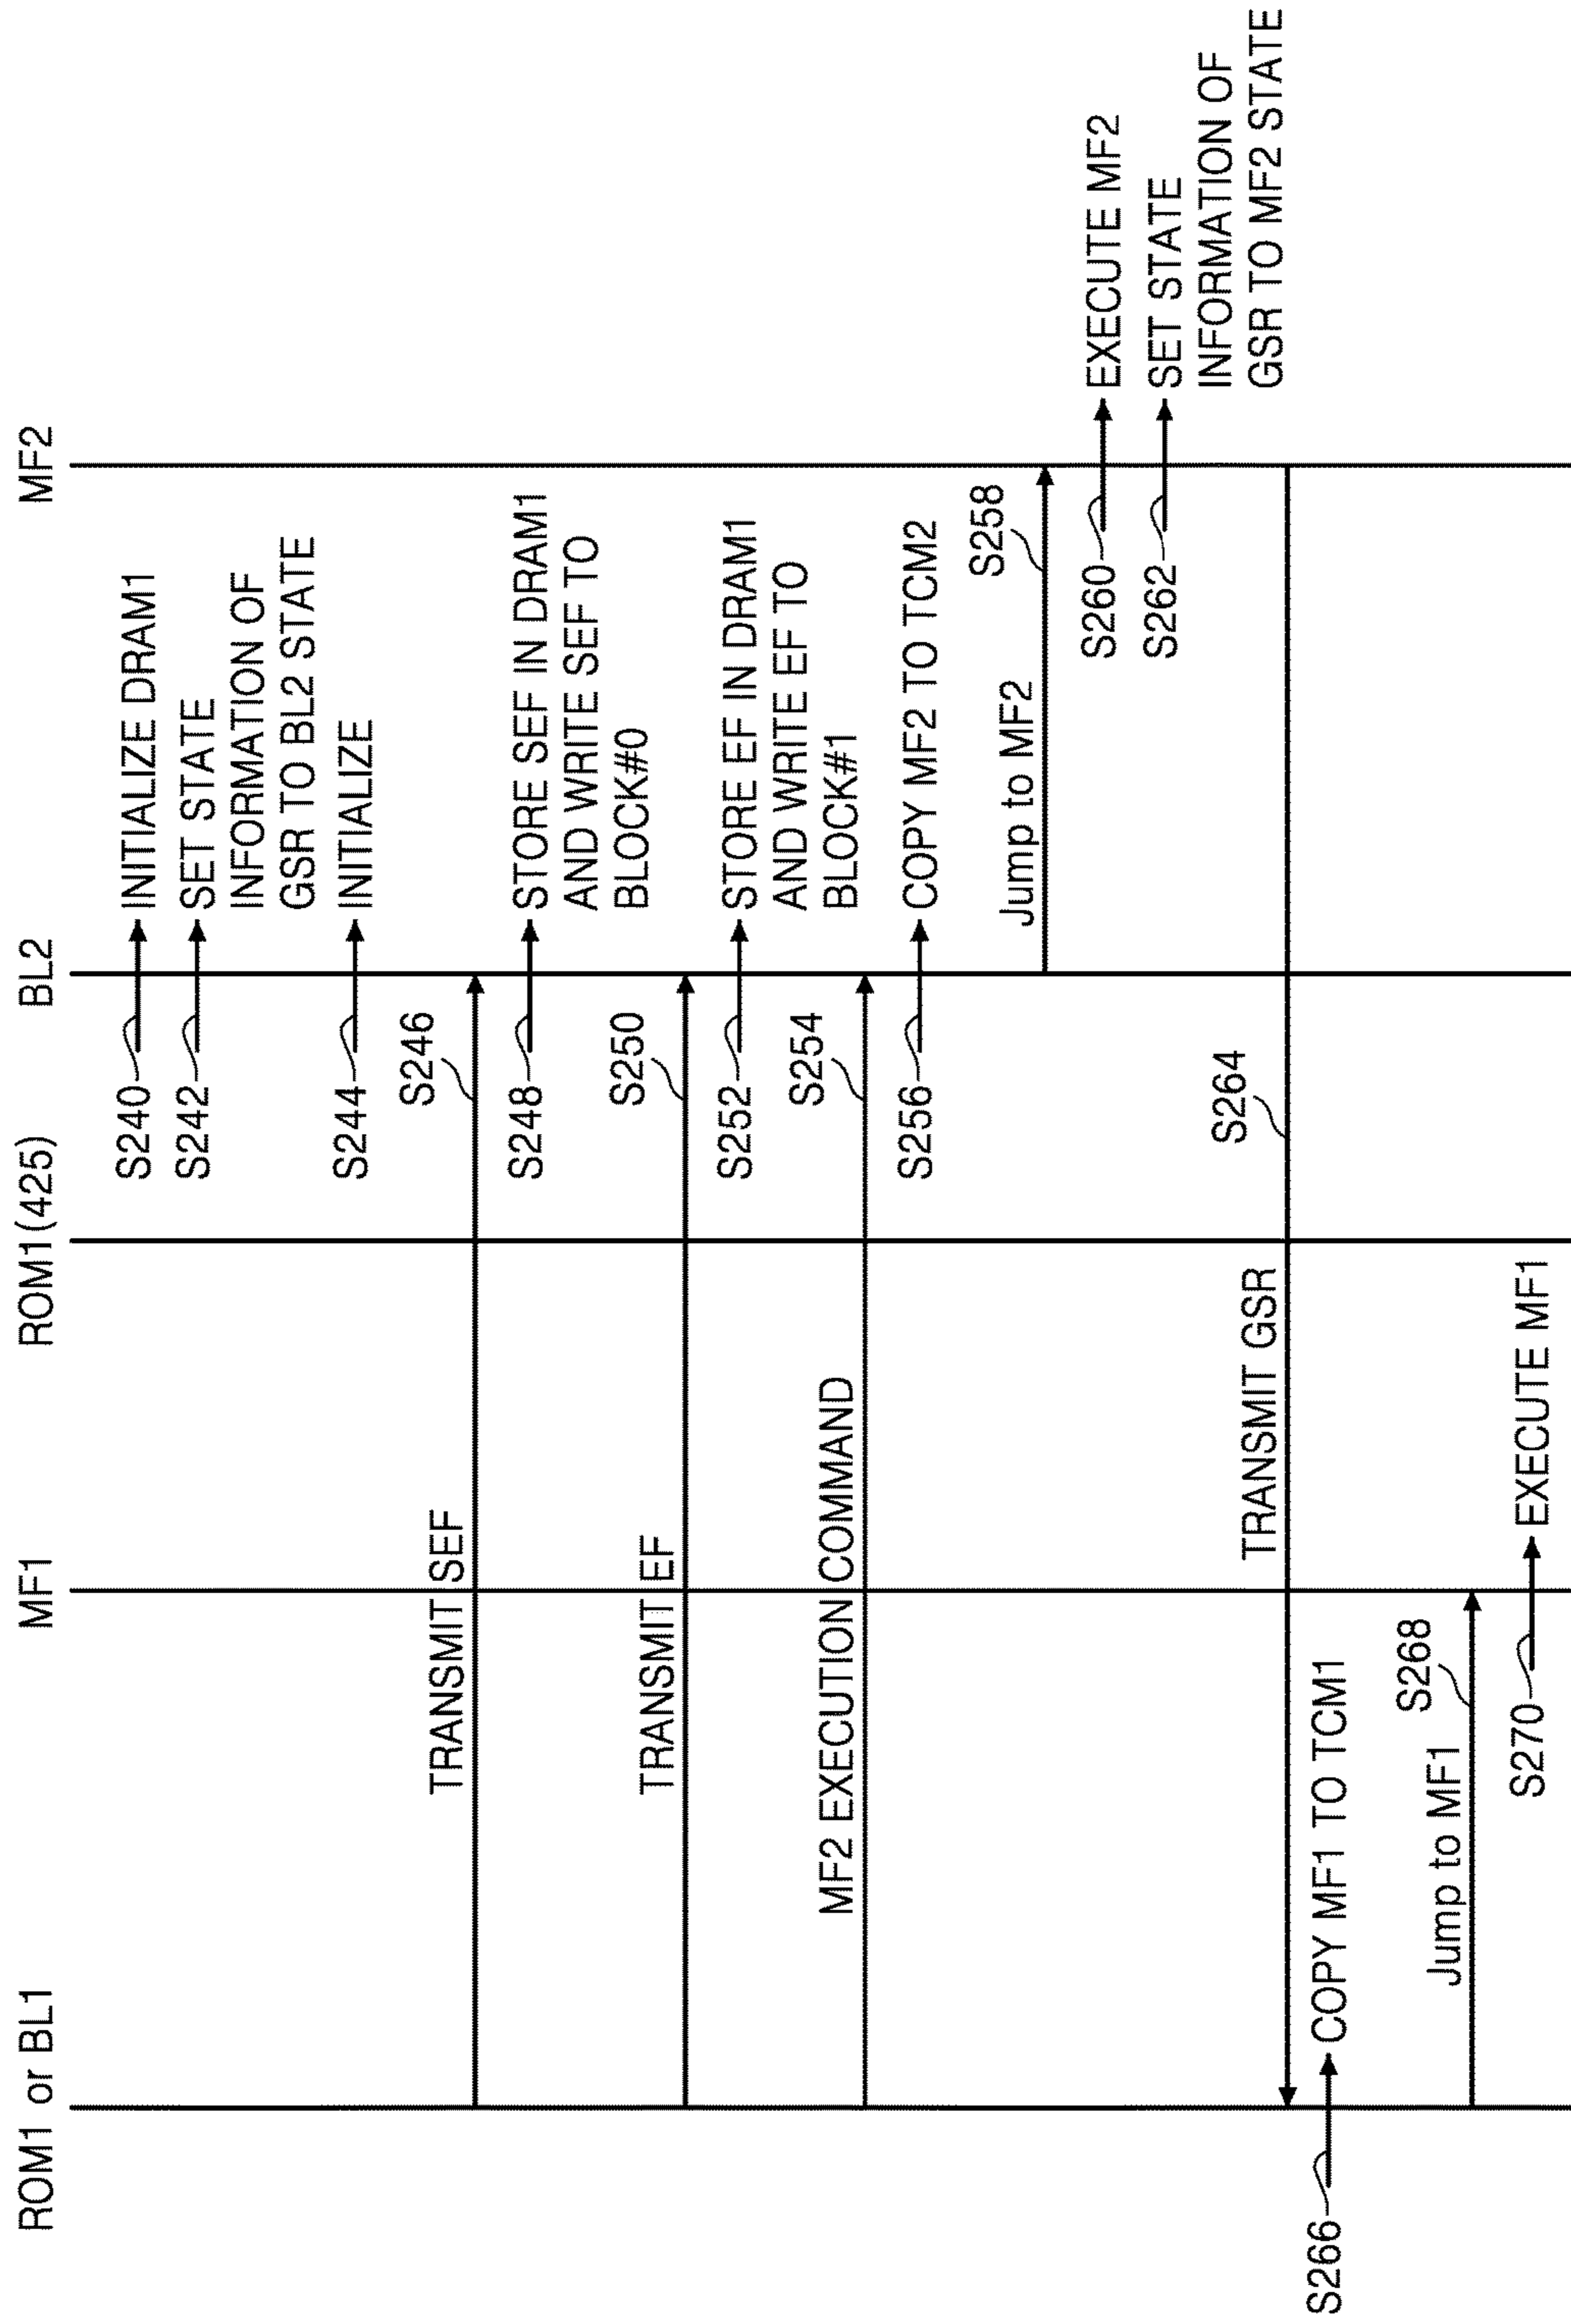 ROM1 or BL1
MF1
ROM1(425)
BL2
MF2
S240
INITIALIZE DRAM1
S242
SET STATE
INFORMATION OF
GSR TO BL2 STATE
S244
INITIALIZE
TRANSMIT SEF
S246
S248
STORE SEF IN DRAM1
AND WRITE SEF TO
BLOCK#0
TRANSMIT EF
S250
S252
STORE EF IN DRAM1
AND WRITE EF TO
BLOCK#1
MF2 EXECUTION COMMAND
S254
S256
COPY MF2 TO TCM2
Jump to MF2
S258
S260
EXECUTE MF2
S262
SET STATE
INFORMATION OF
GSR TO MF2 STATE
TRANSMIT GSR
S264
S266
COPY MF1 TO TCM1
Jump to MF1
S268
S270
EXECUTE MF1